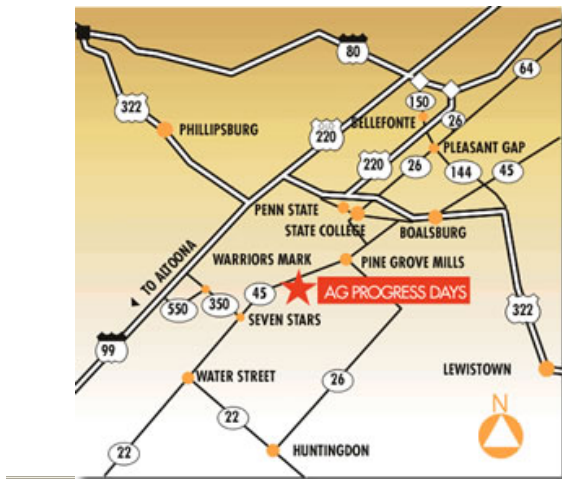 80
64
150
322
BELLEFONTE
26
PHILLIPSBURG
220
PLEASANT GAP
220
26
144
45
PENN STATE
STATE COLLEGE
BOALSBURG
WARRIORS MARK
PINE GROVE MILLS
TO AlTOONA
45
AG PROGRESS DAYS
550
350
SEVEN STARS
322
99
LEWISTOWN
WATER STREET
26
N
22
22
HUNTINGDON